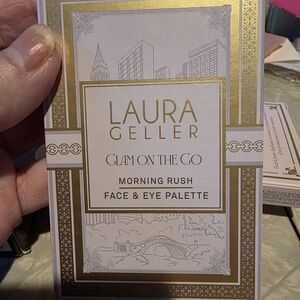 LAURA
GELLER
GLAM ON THE GO
MORNING RUSH
FACE & EYE PALETTE